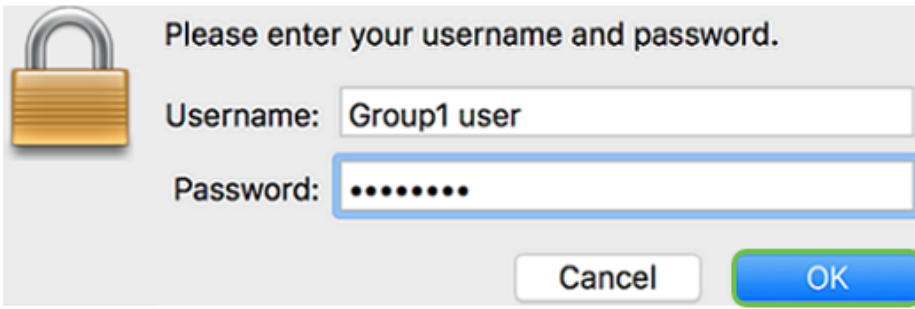 Please enter your username and password.
Username: Group1 user
Password: ••••••••
Cancel OK